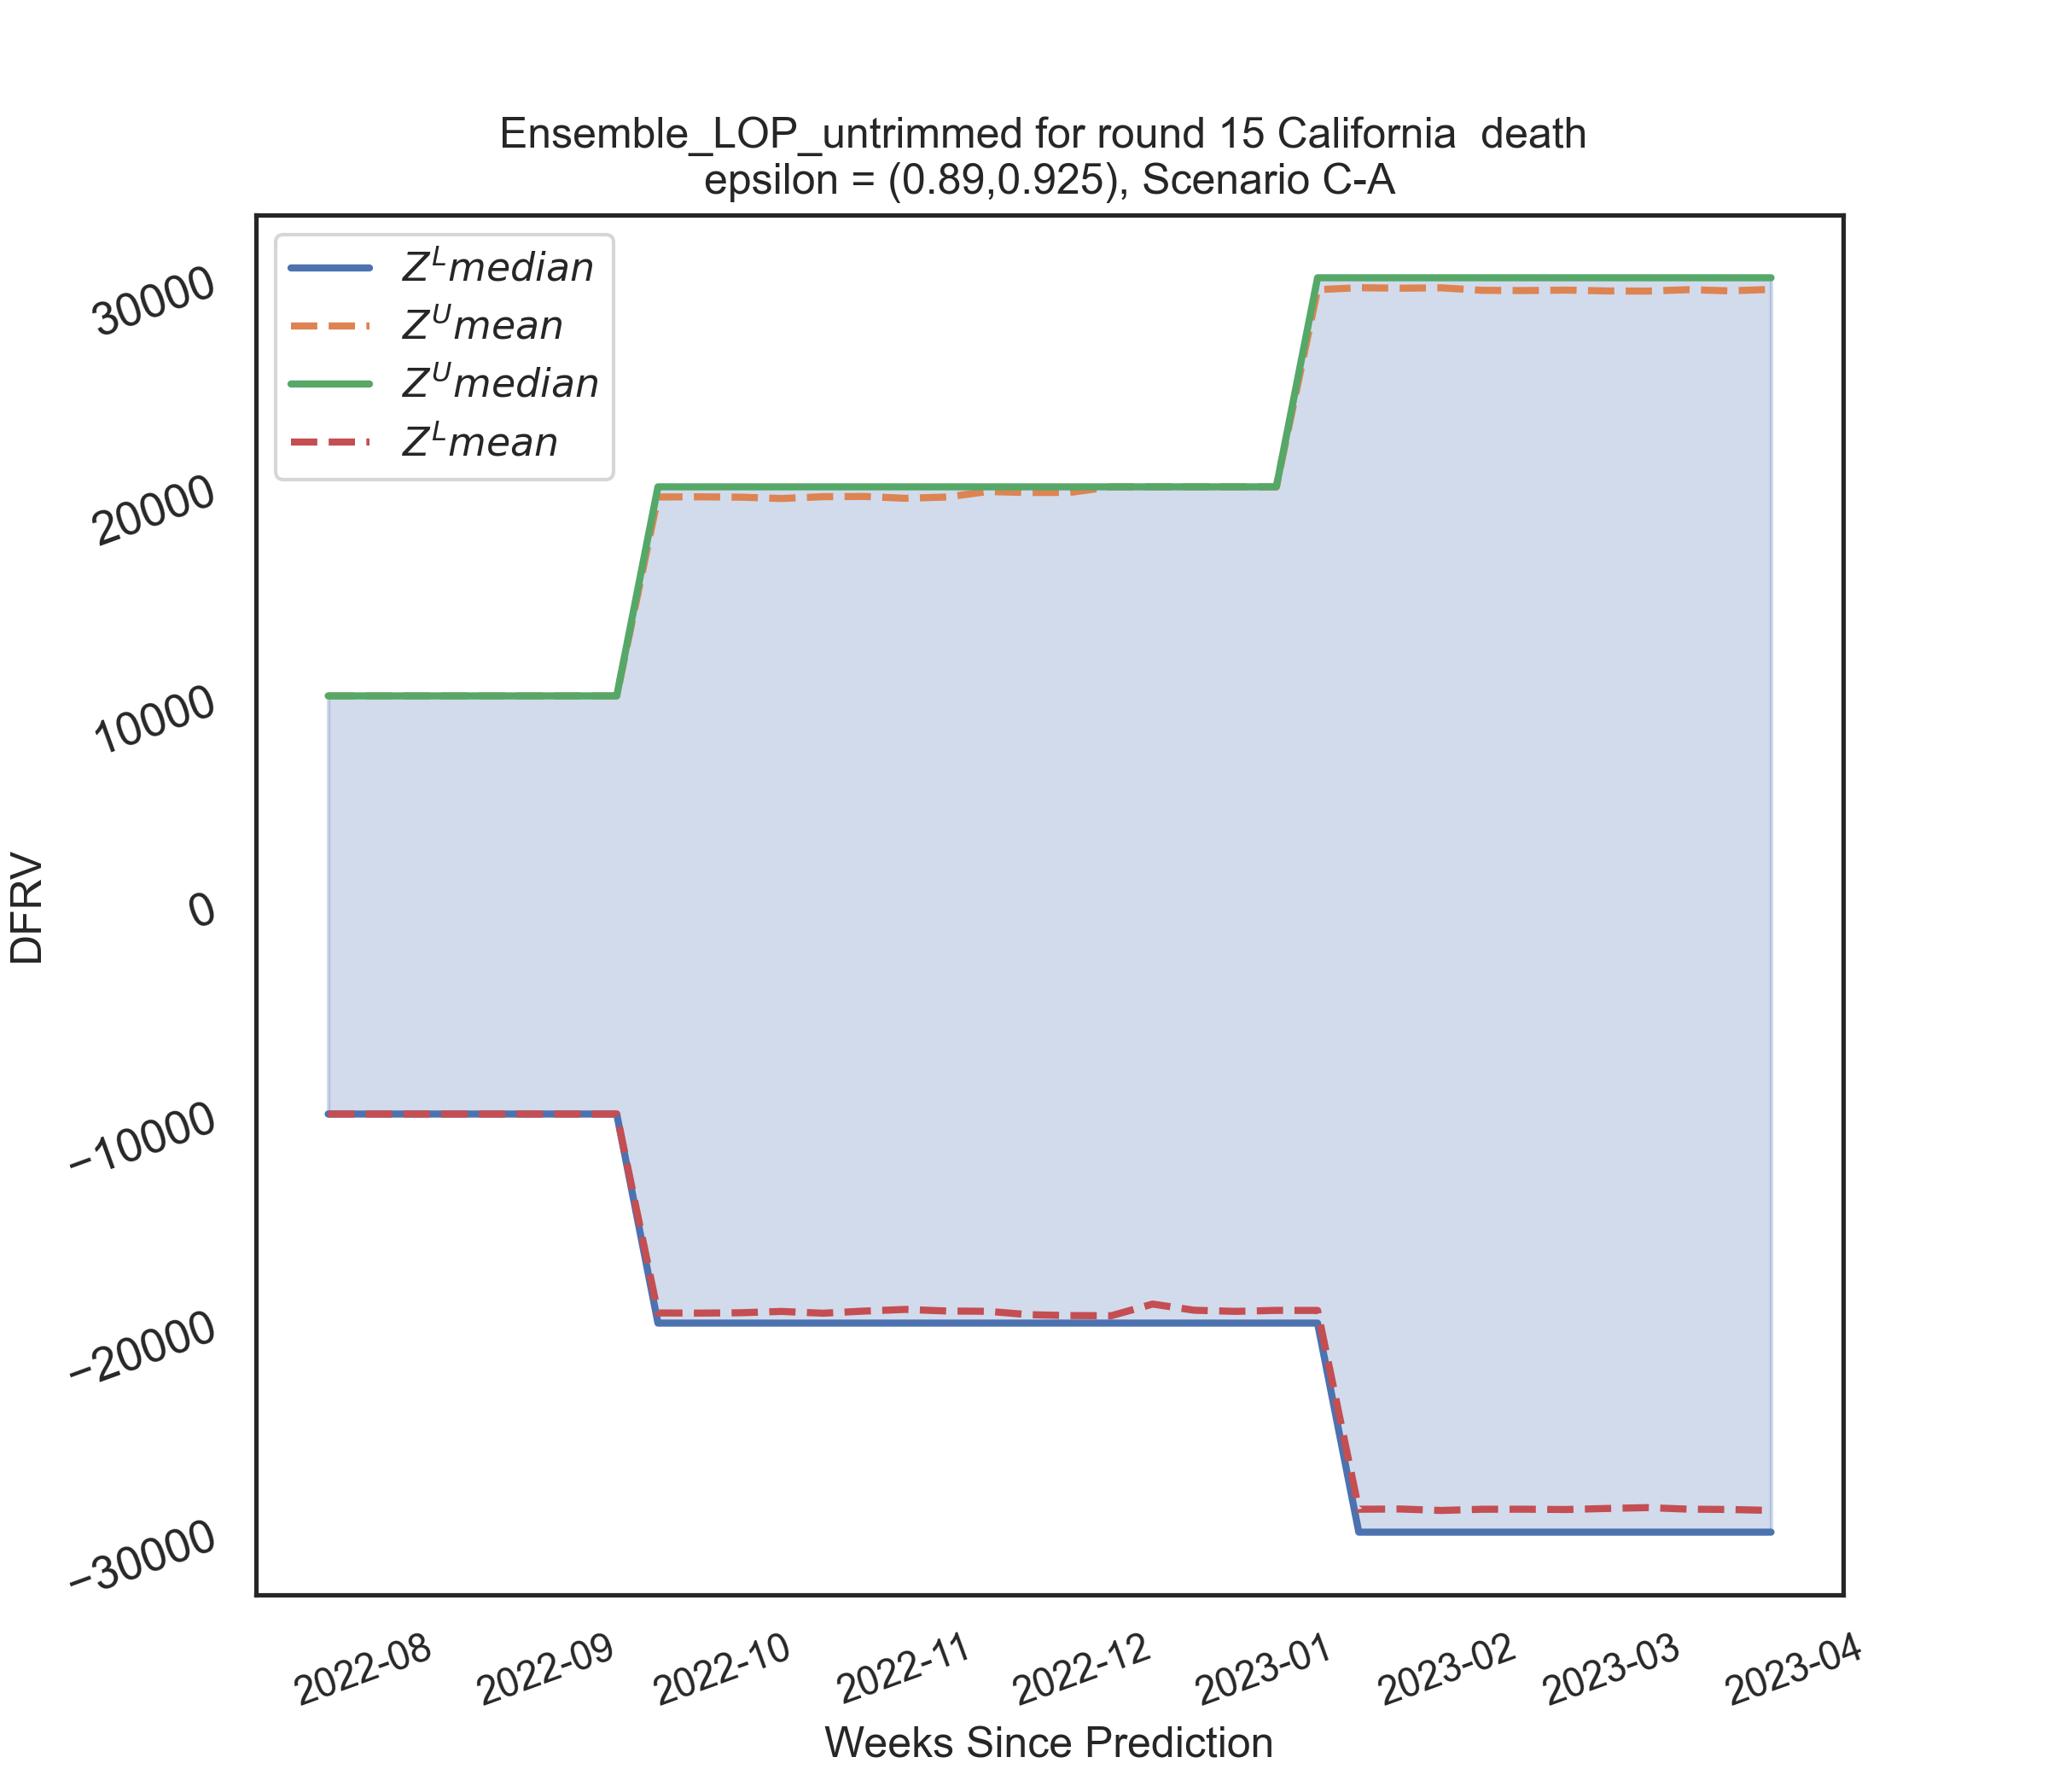 Ensemble_LOP_untrimmed for round 15 California  death
epsilon = (0.89,0.925), Scenario C-A
Z^L median
Z^U mean
Z^U median
Z^L mean
30000
20000
10000
0
−10000
−20000
−30000
DFRV
2022-08
2022-09
2022-10
2022-11
2022-12
2023-01
2023-02
2023-03
2023-04
Weeks Since Prediction